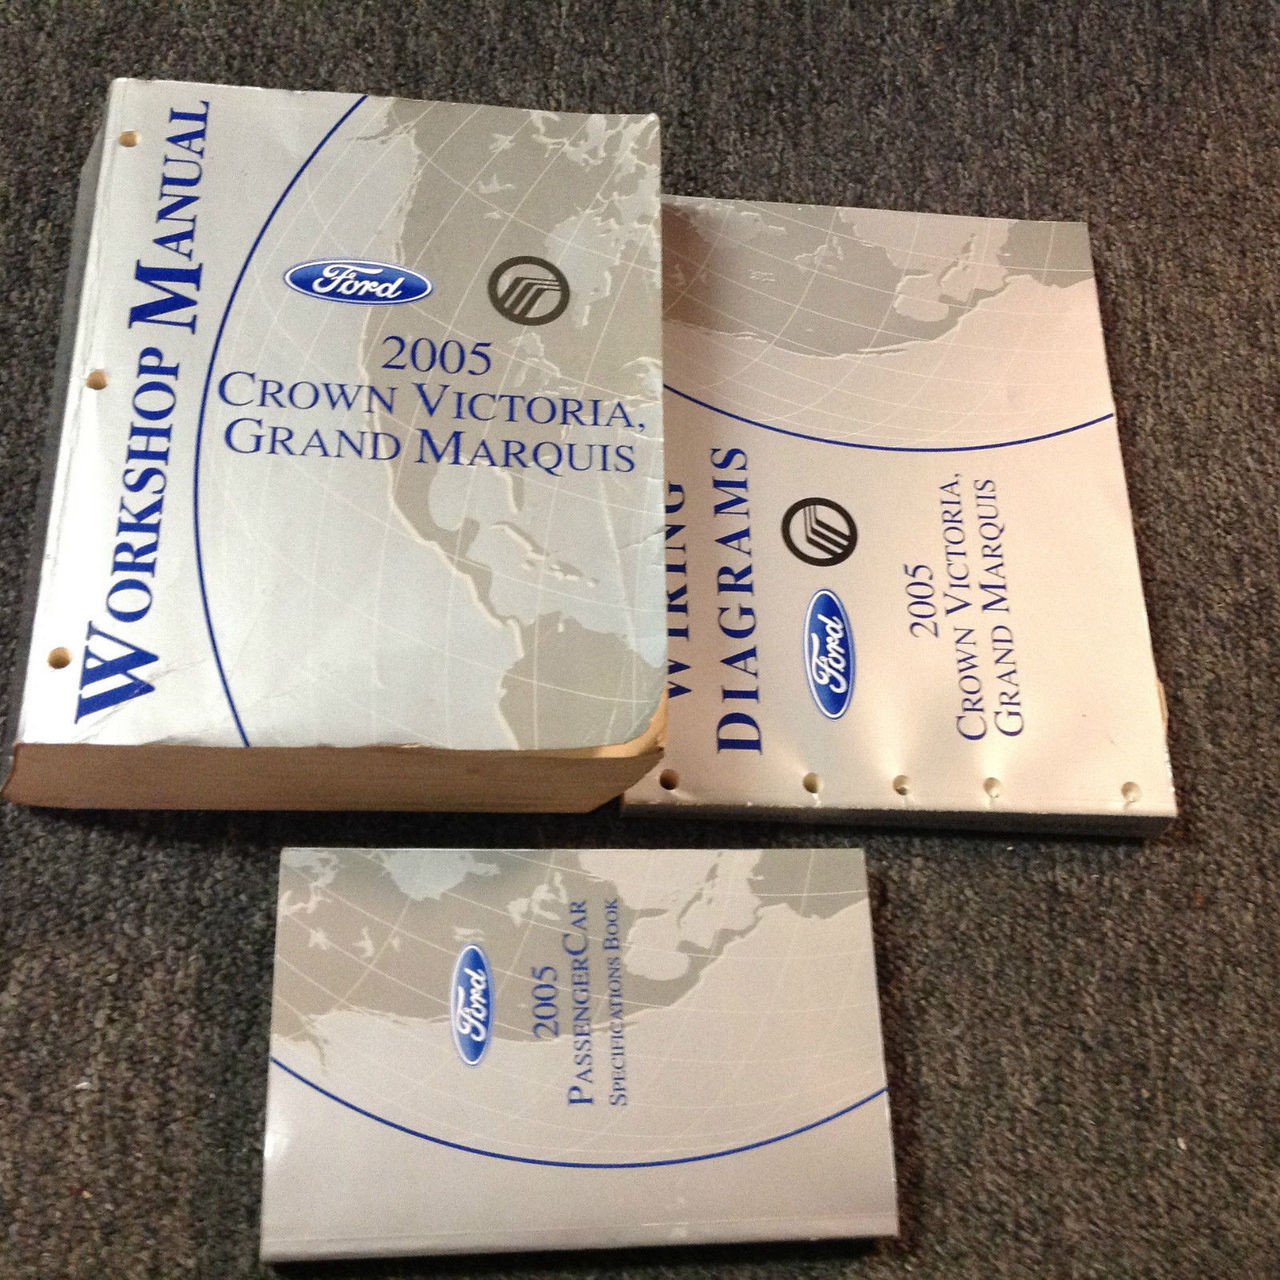 WORKSHOP MANUAL
Ford
2005
CROWN VICTORIA,
GRAND MARQUIS
WIRING
DIAGRAMS
Ford
2005
CROWN VICTORIA,
GRAND MARQUIS
Ford
2005
PASSENGERCAR
SPECIFICATIONS BOOK